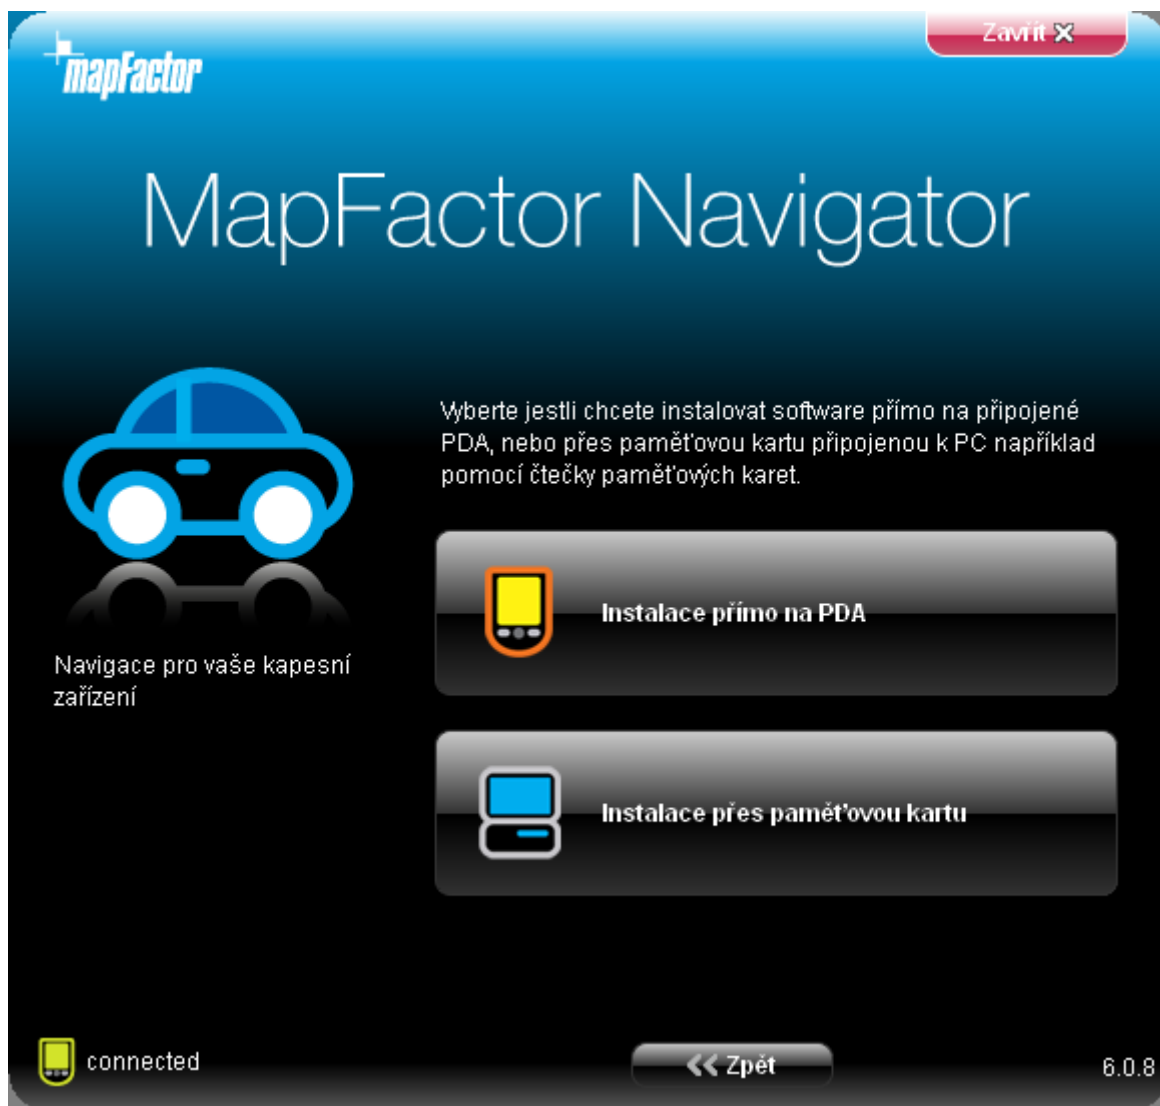 Zavřít
mapFactor
MapFactor Navigator
Vyberte jestli chcete instalovat software přímo na připojené
PDA, nebo přes paměťovou kartu připojenou k PC například
pomocí čtečky paměťových karet.
Instalace přímo na PDA
Navigace pro vaše kapesní
zařízení
Instalace přes paměťovou kartu
connected
Zpět
6.0.8